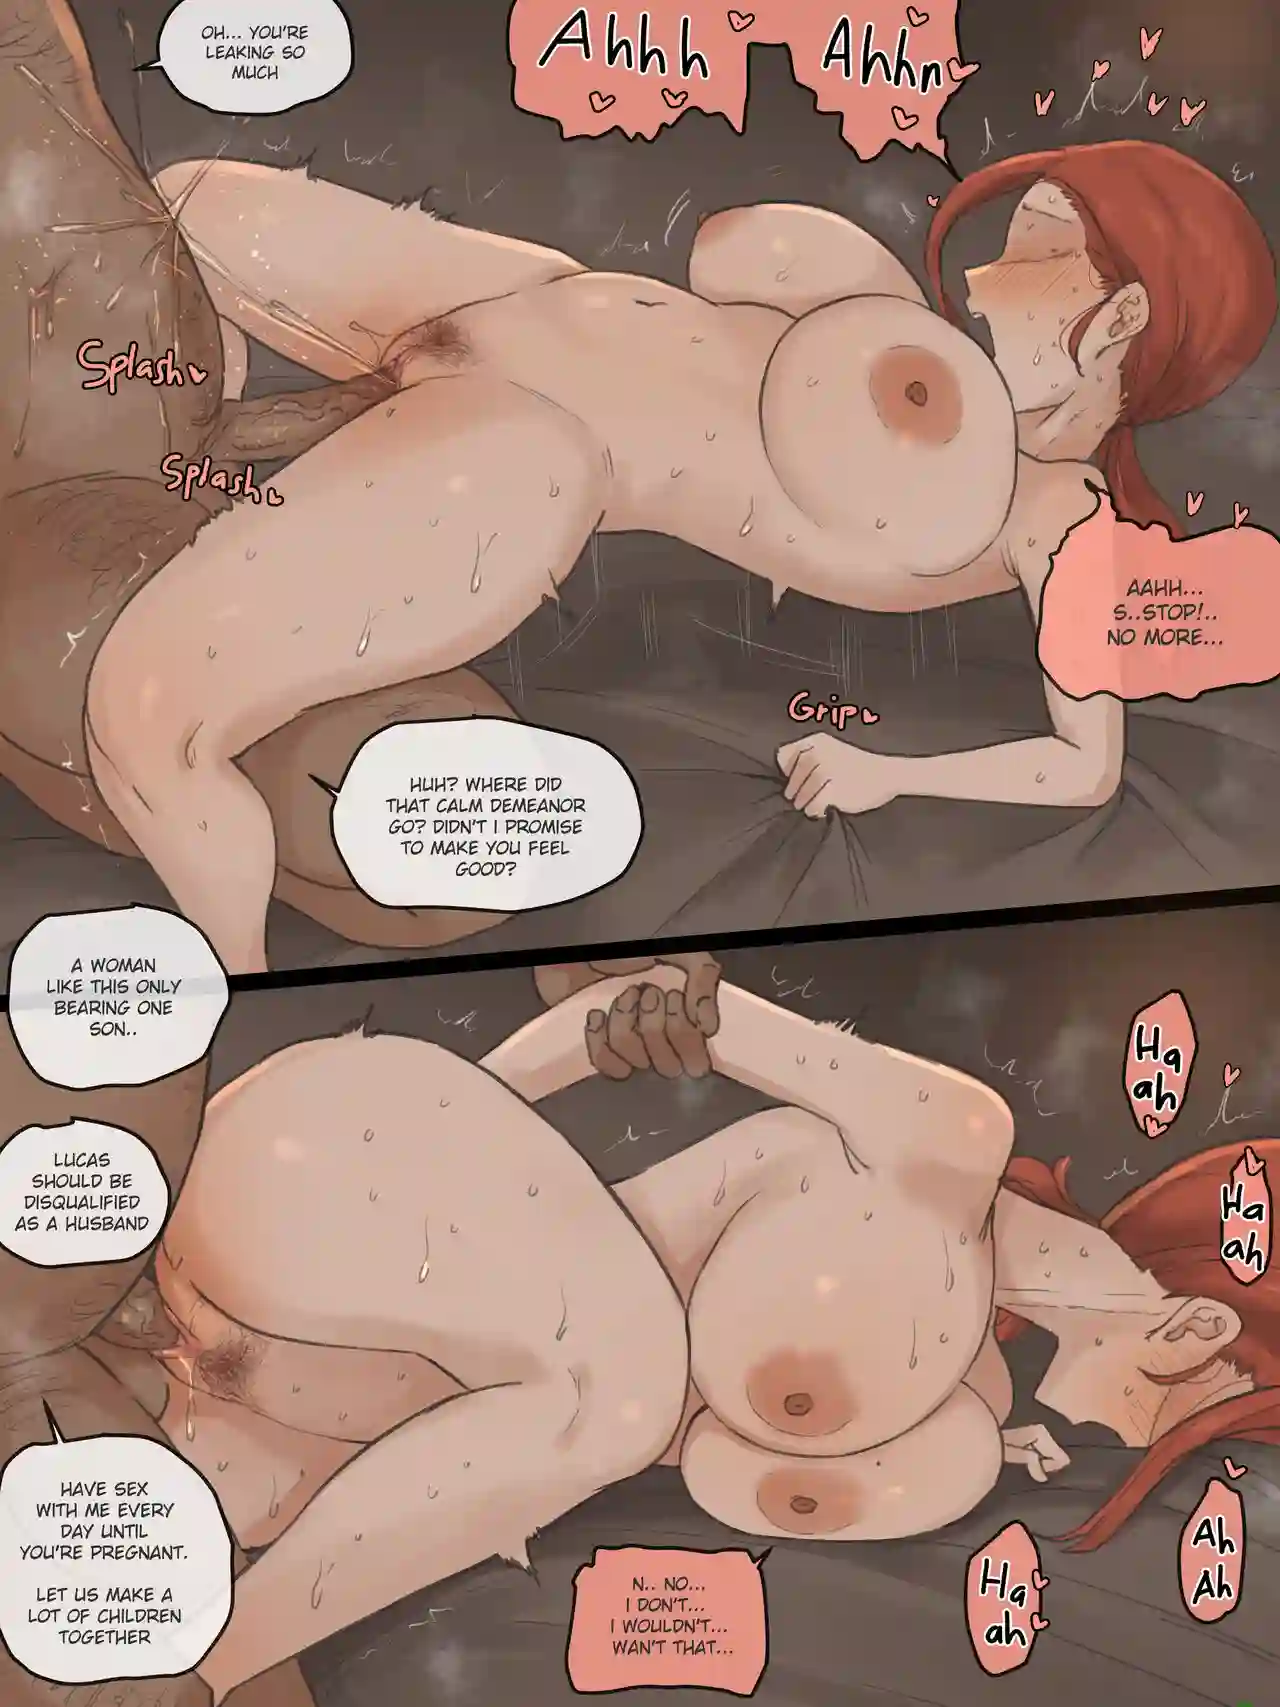 OH... YOU'RE
LEAKING SO
MUCH
Ahhh
Ahhn
Splash
Splash
AAHH...
S..STOP!..
NO MORE...
Grip
HUH? WHERE DID
THAT CALM DEMEANOR
GO? DIDN'T I PROMISE
TO MAKE YOU FEEL
GOOD?
A WOMAN
LIKE THIS ONLY
BEARING ONE
SON..
Ha
ah
LUCAS
SHOULD BE
DISQUALIFIED
AS A HUSBAND
Ha
ah
HAVE SEX
WITH ME EVERY
DAY UNTIL
YOU'RE PREGNANT.
LET US MAKE A
LOT OF CHILDREN
TOGETHER
N.. NO...
I DON'T...
I WOULDN'T...
WAN'T THAT...
Ha
ah
Ah
Ah